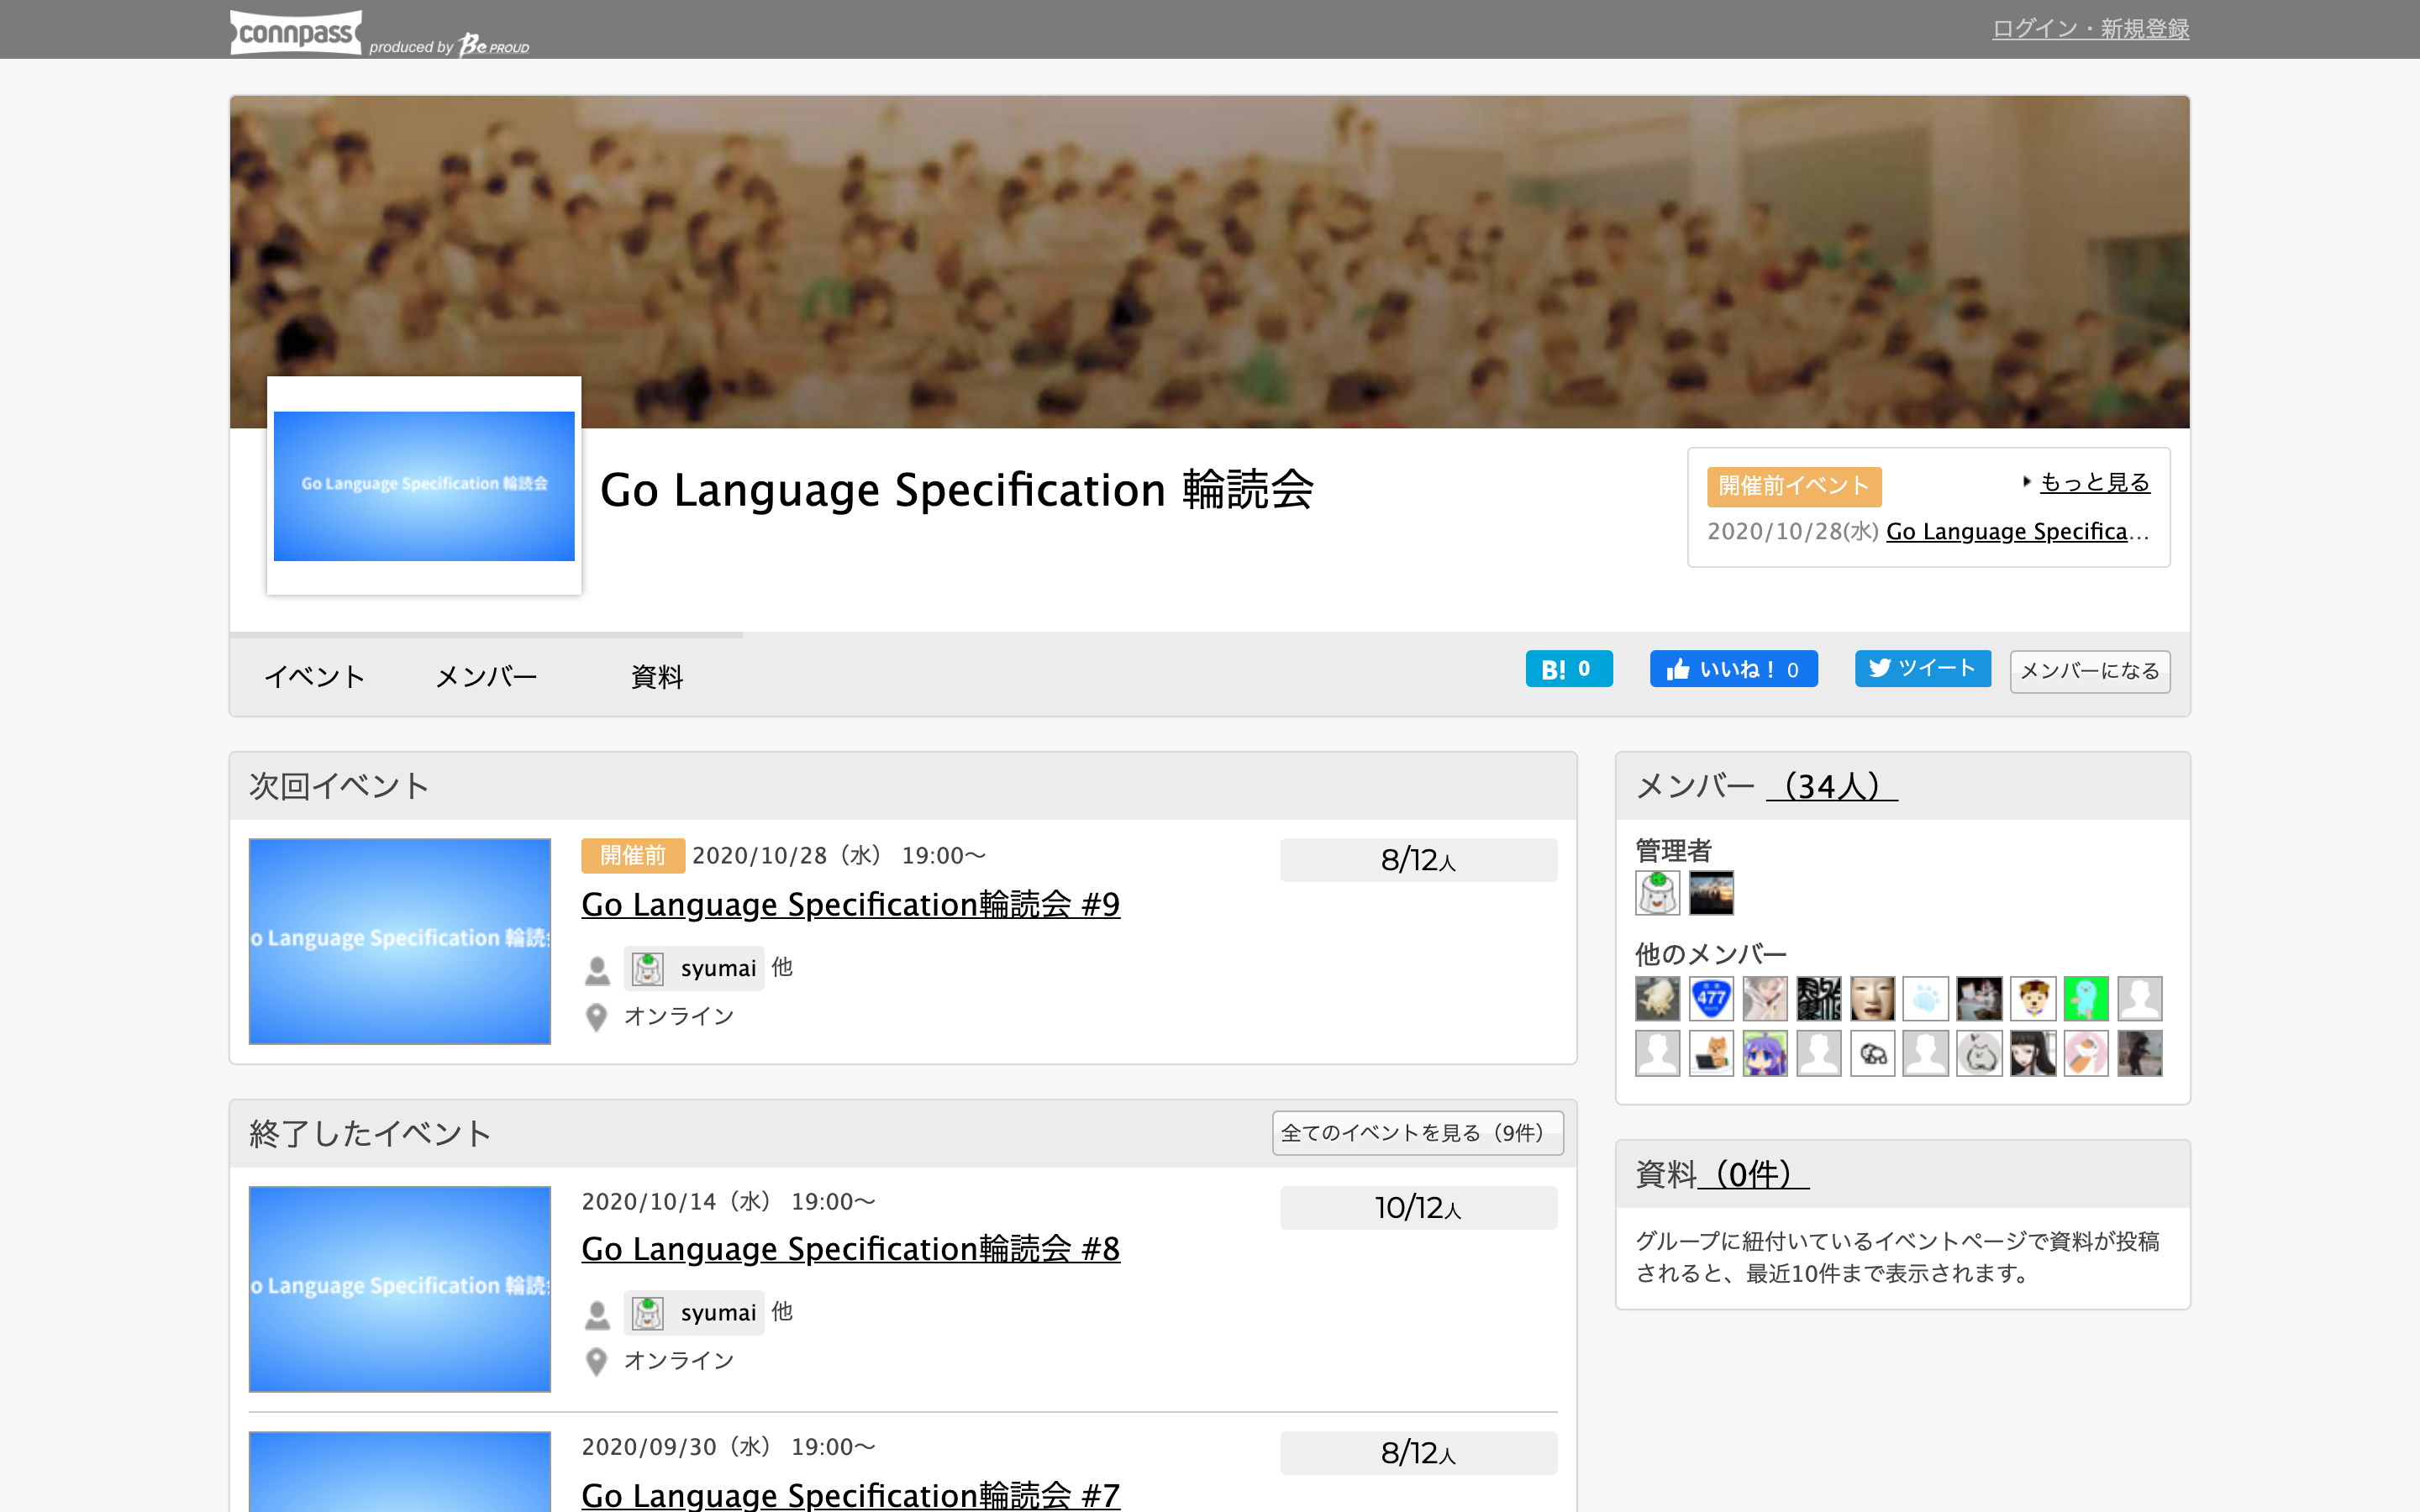 connpass produced by Be PROUD
ログイン・新規登録
Go Language Specification 輪読会
Go Language Specification 輪読会
開催前イベント
もっと見る
2020/10/28(水) Go Language Specifica...
イベント
メンバー
資料
B! 0
いいね！ 0
ツイート
メンバーになる
次回イベント
o Language Specification 輪読
開催前 2020/10/28（水） 19:00〜
8/12人
Go Language Specification輪読会 #9
syumai 他
オンライン
終了したイベント
全てのイベントを見る（9件）
o Language Specification 輪読
2020/10/14（水） 19:00〜
10/12人
Go Language Specification輪読会 #8
syumai 他
オンライン
2020/09/30（水） 19:00〜
8/12人
Go Language Specification輪読会 #7
メンバー （34人）
管理者
他のメンバー
477
資料（0件）
グループに紐付いているイベントページで資料が投稿
されると、最近10件まで表示されます。